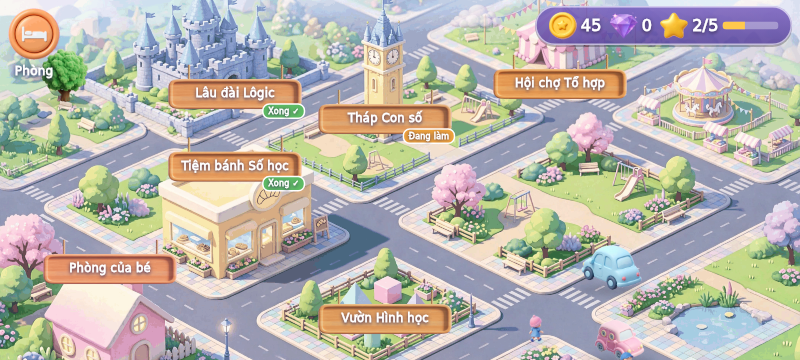 45 0 2/5
Phòng
Lâu đài Lôgic
Xong ✓
Hội chợ Tổ hợp
Tháp Con số
Đang làm
Tiệm bánh Số học
Xong ✓
Phòng của bé
Vườn Hình học